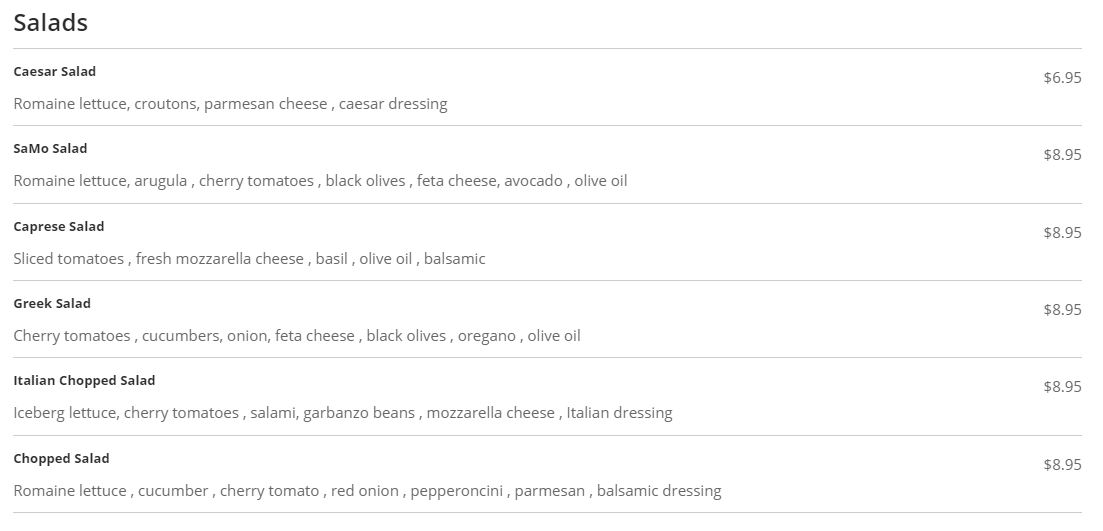 Salads
Caesar Salad
$6.95
Romaine lettuce, croutons, parmesan cheese , caesar dressing
SaMo Salad
$8.95
Romaine lettuce, arugula , cherry tomatoes , black olives , feta cheese, avocado , olive oil
Caprese Salad
$8.95
Sliced tomatoes , fresh mozzarella cheese , basil , olive oil , balsamic
Greek Salad
$8.95
Cherry tomatoes , cucumbers, onion, feta cheese , black olives , oregano , olive oil
Italian Chopped Salad
$8.95
Iceberg lettuce, cherry tomatoes , salami, garbanzo beans , mozzarella cheese , Italian dressing
Chopped Salad
$8.95
Romaine lettuce , cucumber , cherry tomato , red onion , pepperoncini , parmesan , balsamic dressing